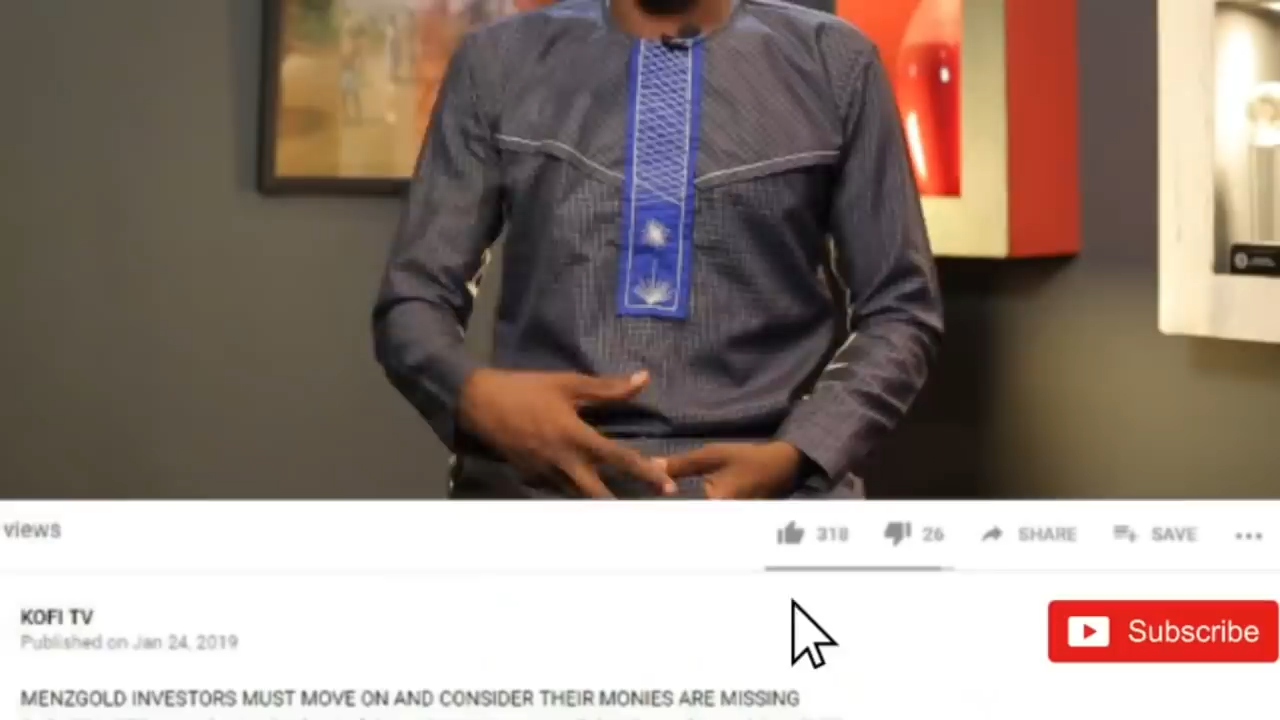 views
318 26 SHARE SAVE
KOFI TV
Subscribe
Published on Jan 24, 2019
MENZGOLD INVESTORS MUST MOVE ON AND CONSIDER THEIR MONIES ARE MISSING